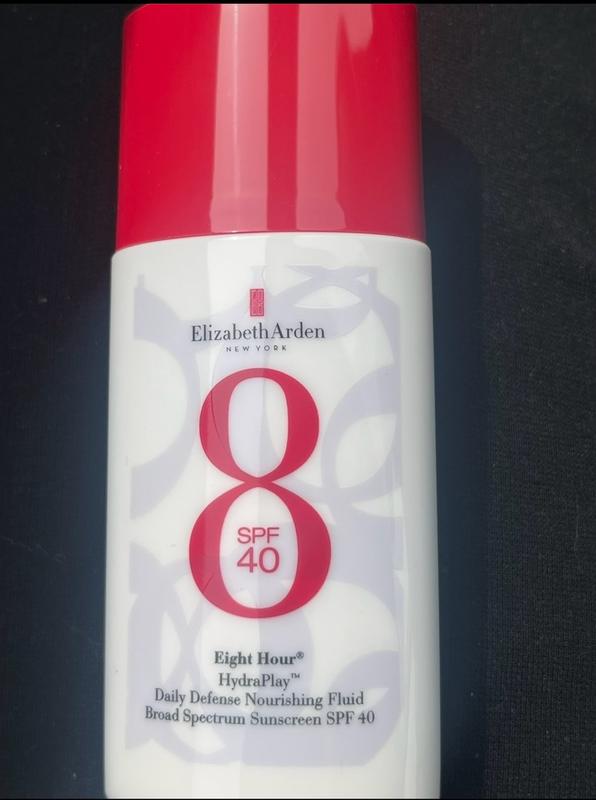 ElizabethArden
NEW YORK
8
SPF
40
Eight Hour®
HydraPlay™
Daily Defense Nourishing Fluid
Broad Spectrum Sunscreen SPF 40